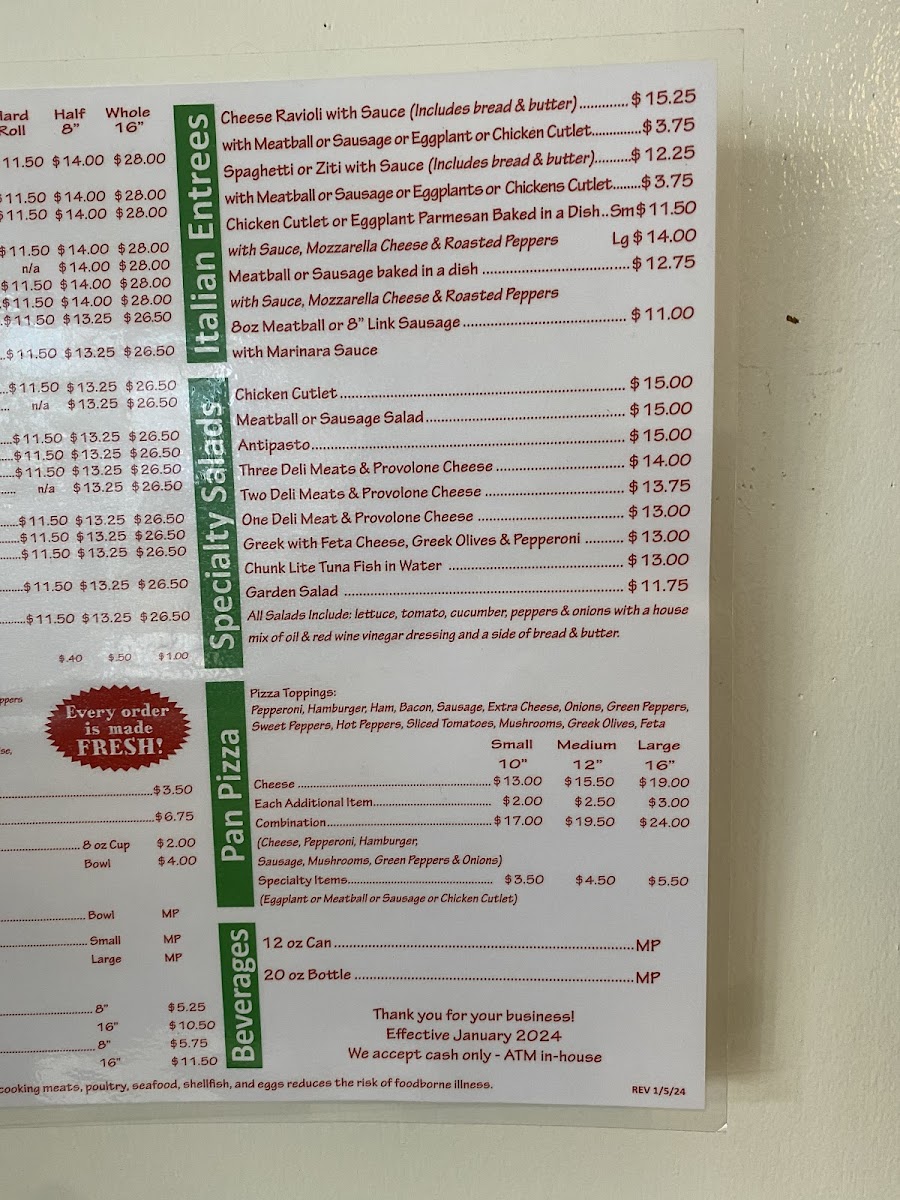 Hard Half Whole
Roll 8" 16"
11.50 $14.00 $28.00
$11.50 $14.00 $28.00
$11.50 $14.00 $28.00
$11.50 $14.00 $28.00
n/a $14.00 $28.00
$11.50 $14.00 $28.00
$11.50 $14.00 $28.00
$11.50 $13.25 $26.50
$11.50 $13.25 $26.50
$11.50 $13.25 $26.50
n/a $13.25 $26.50
$11.50 $13.25 $26.50
$11.50 $13.25 $26.50
$11.50 $13.25 $26.50
n/a $13.25 $26.50
$11.50 $13.25 $26.50
$11.50 $13.25 $26.50
$11.50 $13.25 $26.50
$11.50 $13.25 $26.50
$11.50 $13.25 $26.50
$.40 $.50 $1.00
Every order
is made
FRESH!
$3.50
$6.75
8 oz Cup $2.00
Bowl $4.00
Bowl MP
Small MP
Large MP
8" $5.25
16" $10.50
8" $5.75
16" $11.50
Italian Entrees
Cheese Ravioli with Sauce (Includes bread & butter)............ $15.25
with Meatball or Sausage or Eggplant or Chicken Cutlet............$3.75
Spaghetti or Ziti with Sauce (Includes bread & butter).........$12.25
with Meatball or Sausage or Eggplants or Chickens Cutlet.......$3.75
Chicken Cutlet or Eggplant Parmesan Baked in a Dish..Sm$11.50
with Sauce, Mozzarella Cheese & Roasted Peppers Lg $14.00
Meatball or Sausage baked in a dish ................................$12.75
with Sauce, Mozzarella Cheese & Roasted Peppers
8oz Meatball or 8" Link Sausage ................................... $11.00
with Marinara Sauce
Specialty Salads
Chicken Cutlet............................................................ $15.00
Meatball or Sausage Salad.......................................... $15.00
Antipasto.................................................................. $15.00
Three Deli Meats & Provolone Cheese ........................... $14.00
Two Deli Meats & Provolone Cheese ............................. $13.75
One Deli Meat & Provolone Cheese .............................. $13.00
Greek with Feta Cheese, Greek Olives & Pepperoni ......... $13.00
Chunk Lite Tuna Fish in Water ..................................... $13.00
Garden Salad ........................................................... $11.75
All Salads Include: lettuce, tomato, cucumber, peppers & onions with a house
mix of oil & red wine vinegar dressing and a side of bread & butter.
Pan Pizza
Pizza Toppings:
Pepperoni, Hamburger, Ham, Bacon, Sausage, Extra Cheese, Onions, Green Peppers,
Sweet Peppers, Hot Peppers, Sliced Tomatoes, Mushrooms, Greek Olives, Feta
Small Medium Large
10" 12" 16"
Cheese .................................................$13.00 $15.50 $19.00
Each Additional Item.............................. $2.00 $2.50 $3.00
Combination..........................................$17.00 $19.50 $24.00
(Cheese, Pepperoni, Hamburger,
Sausage, Mushrooms, Green Peppers & Onions)
Specialty Items..................................... $3.50 $4.50 $5.50
(Eggplant or Meatball or Sausage or Chicken Cutlet)
Beverages
12 oz Can.................................................................MP
20 oz Bottle ............................................................MP
Thank you for your business!
Effective January 2024
We accept cash only - ATM in-house
cooking meats, poultry, seafood, shellfish, and eggs reduces the risk of foodborne illness.
REV 1/5/24